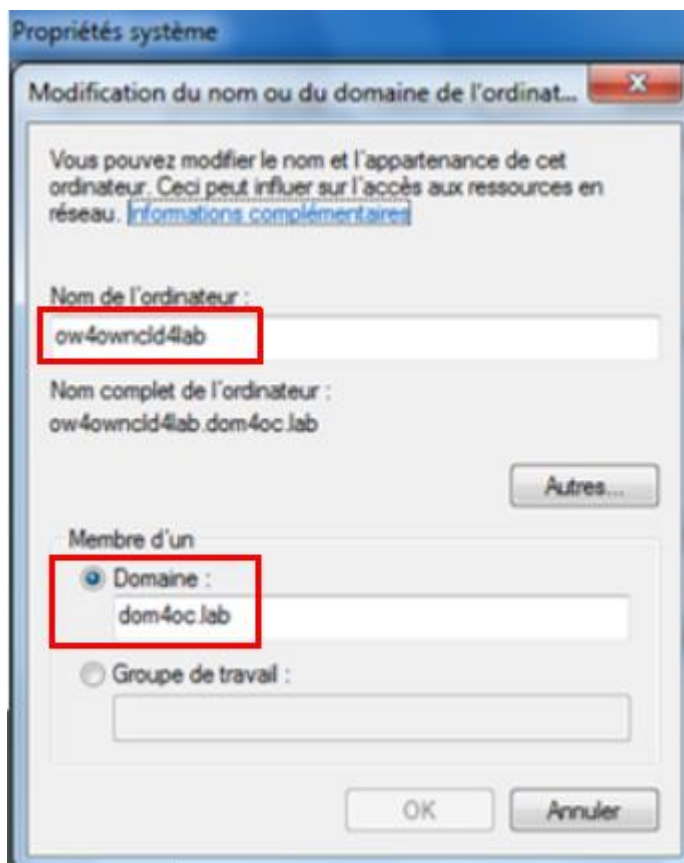 Propriétés système
Modification du nom ou du domaine de l'ordinat...
Vous pouvez modifier le nom et l'appartenance de cet
ordinateur. Ceci peut influer sur l'accès aux ressources en
réseau. Informations complémentaires
Nom de l'ordinateur :
ow4owncld4lab
Nom complet de l'ordinateur :
ow4owncld4lab.dom4oc.lab
Autres...
Membre d'un
Domaine :
dom4oc.lab
Groupe de travail :
OK
Annuler